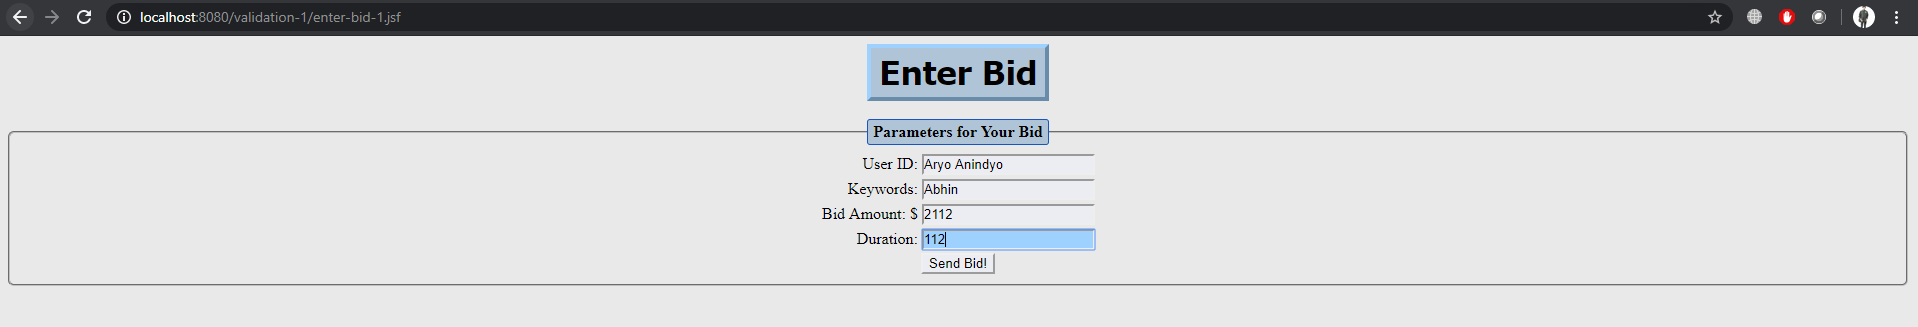 localhost:8080/validation-1/enter-bid-1.jsf
Enter Bid
Parameters for Your Bid
User ID: Aryo Anindyo
Keywords: Abhin
Bid Amount: $ 2112
Duration: 112
Send Bid!